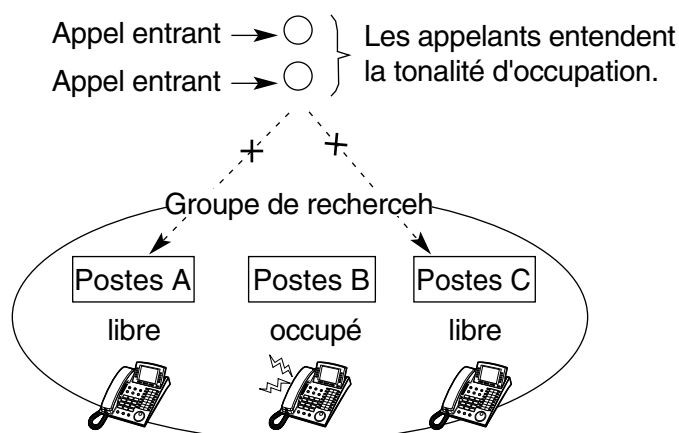 Appel entrant
Appel entrant
Les appelants entendent
la tonalité d'occupation.
Groupe de recherceh
Postes A
Postes B
Postes C
libre
occupé
libre